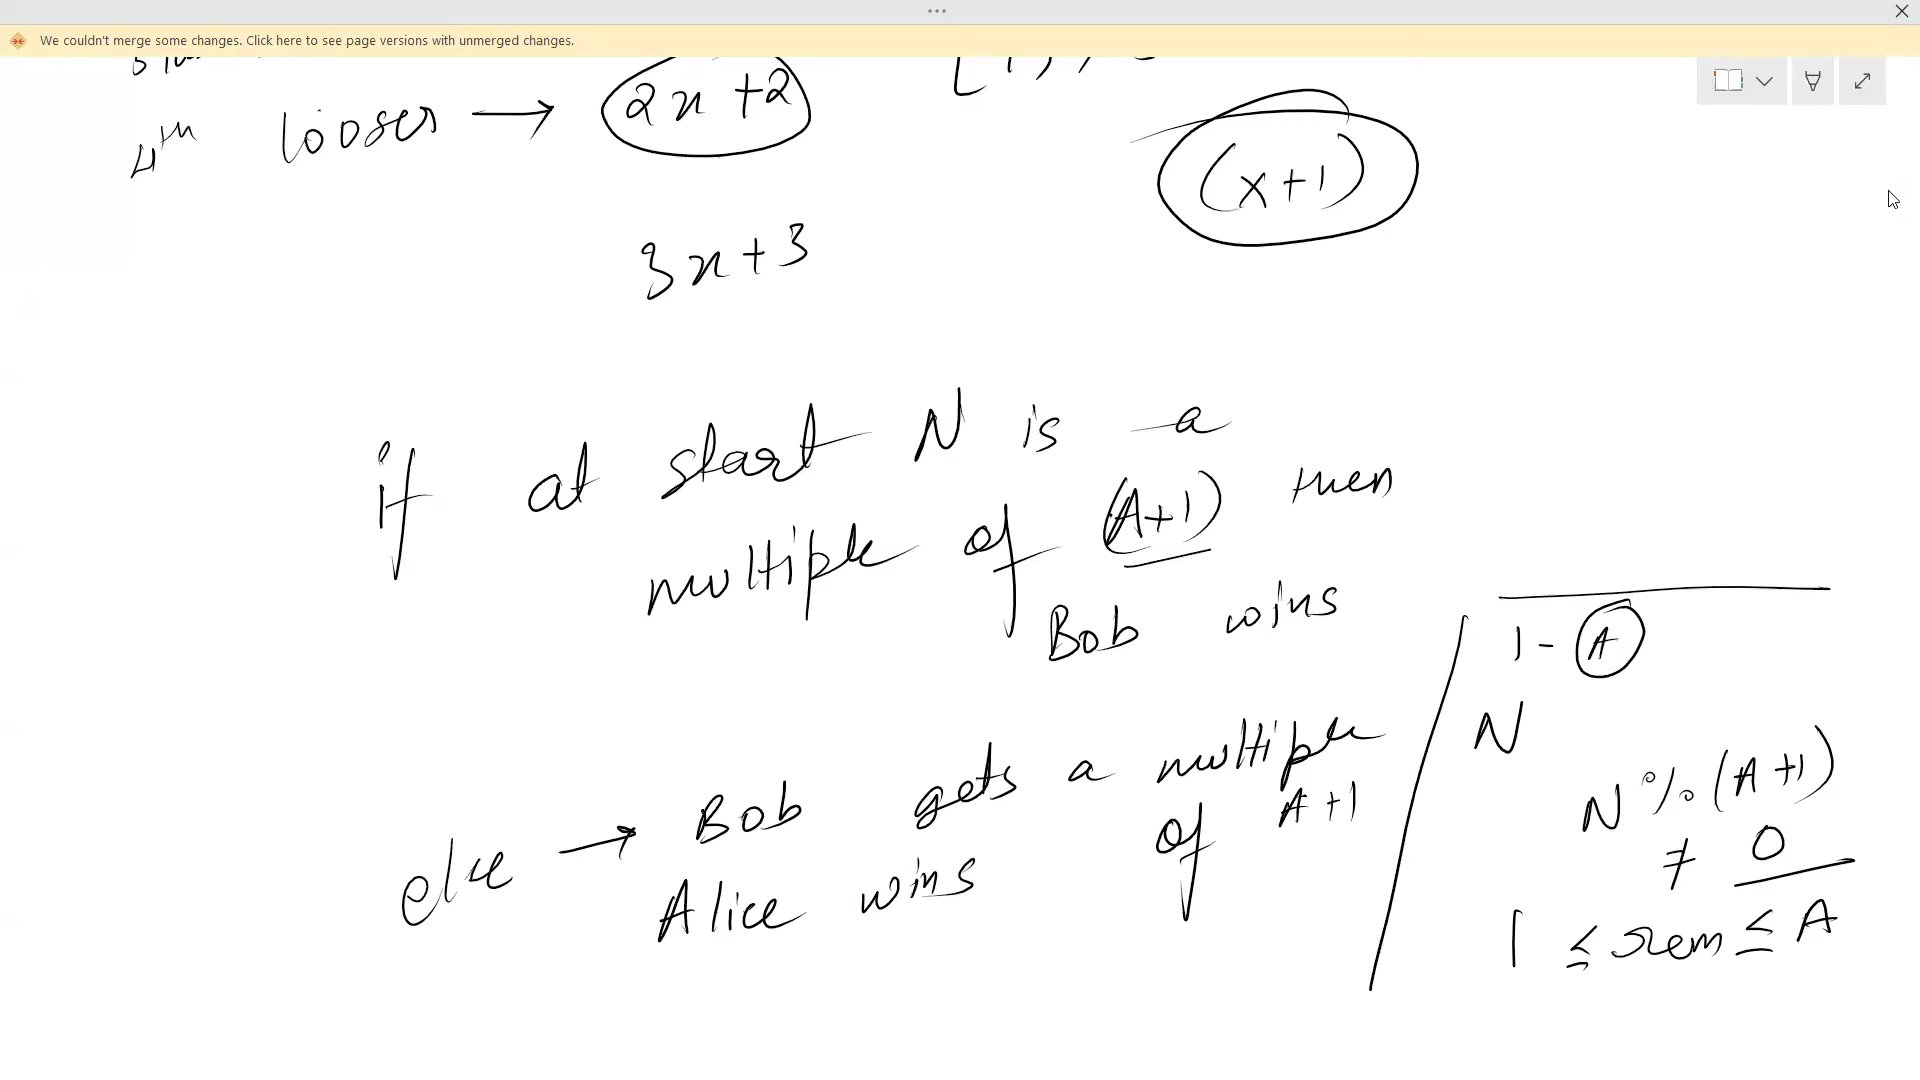 We couldn't merge some changes. Click here to see page versions with unmerged changes.
4th looser → 2x+2
(x+1)
3x+3
if at start N is a
multiple of (A+1) then
Bob wins
else → Bob gets a multiple
of A+1
Alice wins
1 - A
N
N % (A+1)
≠ 0
1 ≤ rem ≤ A